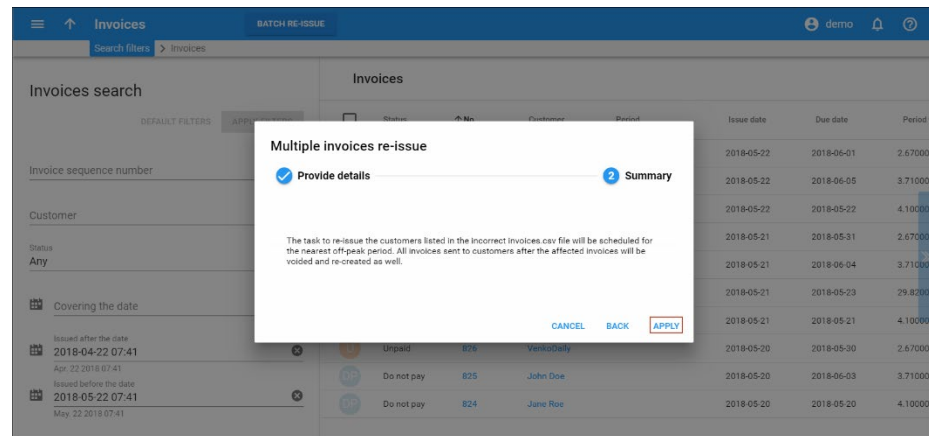 Invoices
BATCH RE-ISSUE
demo
Search filters > Invoices
Invoices search
DEFAULT FILTERS
Invoice sequence number
Customer
Status
Any
Covering the date
Issued after the date
2018-04-22 07:41
Apr. 22 2018 07:41
Issued before the date
2018-05-22 07:41
May. 22 2018 07:41
Invoices
Status No. Customer Period Issue date Due date Period
2018-05-22 2018-06-01 2.67000
2018-05-22 2018-06-05 3.71000
2018-05-22 2018-05-22 4.10000
2018-05-21 2018-05-31 2.67000
2018-05-21 2018-06-04 3.71000
2018-05-21 2018-05-23 29.8200
2018-05-21 2018-05-21 4.10000
U Unpaid 826 VenkoDaily 2018-05-20 2018-05-30 2.67000
DP Do not pay 825 John Doe 2018-05-20 2018-06-03 3.71000
DP Do not pay 824 Jane Roe 2018-05-20 2018-05-20 4.10000
Multiple invoices re-issue
Provide details
2 Summary
The task to re-issue the customers listed in the incorrect invoices.csv file will be scheduled for
the nearest off-peak period. All invoices sent to customers after the affected invoices will be
voided and re-created as well.
CANCEL BACK APPLY